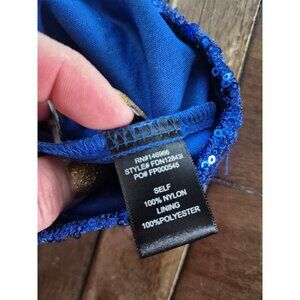 RN#146966
STYLE# FDN12843I
PO# FP000545
SELF
100% NYLON
LINING
100%POLYESTER